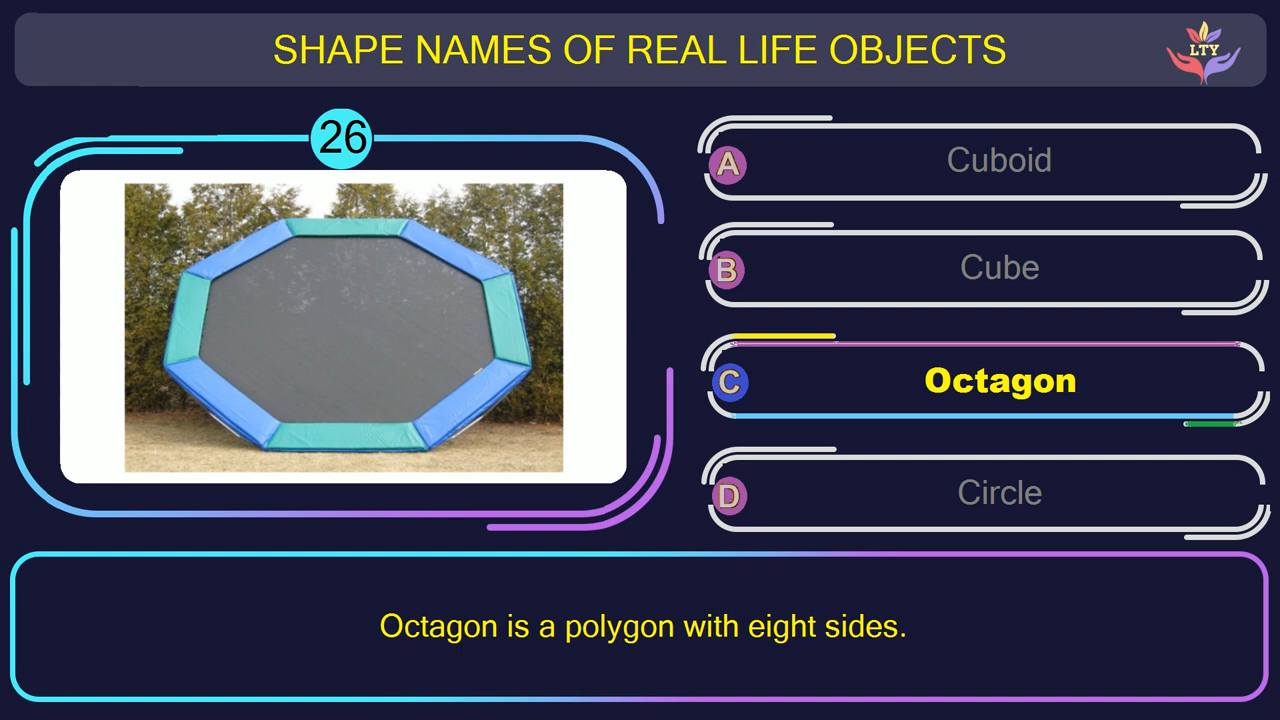 SHAPE NAMES OF REAL LIFE OBJECTS
LTY
26
A
Cuboid
B
Cube
C
Octagon
D
Circle
Octagon is a polygon with eight sides.